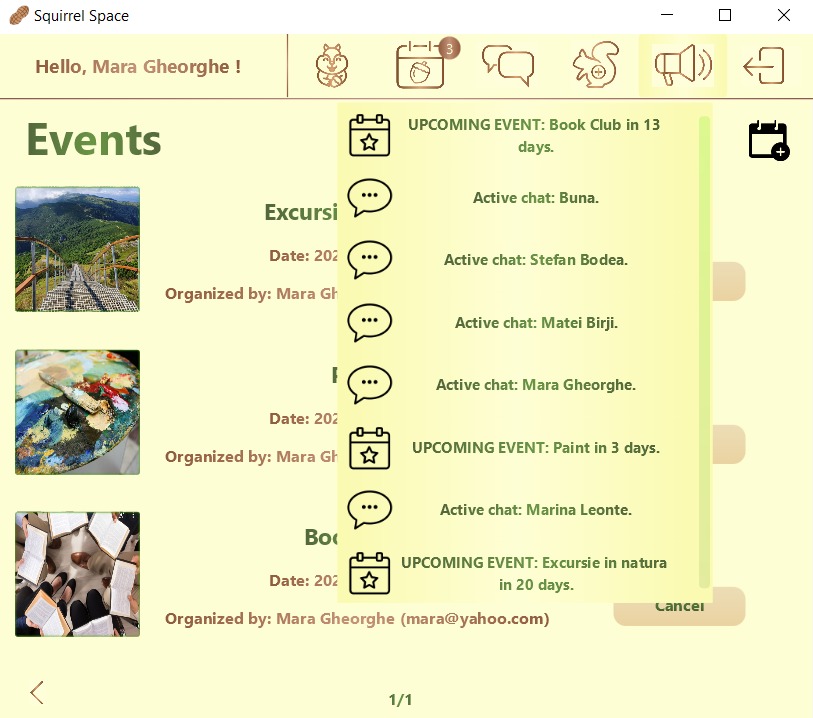 Squirrel Space
Hello, Mara Gheorghe !
3
Events
UPCOMING EVENT: Book Club in 13
days.
Active chat: Buna.
Active chat: Stefan Bodea.
Active chat: Matei Birji.
Active chat: Mara Gheorghe.
UPCOMING EVENT: Paint in 3 days.
Active chat: Marina Leonte.
UPCOMING EVENT: Excursie in natura
in 20 days.
Excursi
Date: 202
Organized by: Mara Gh
Date: 202
Organized by: Mara Gh
Boo
Date: 202
Organized by: Mara Gheorghe (mara@yahoo.com)
Cancel
1/1